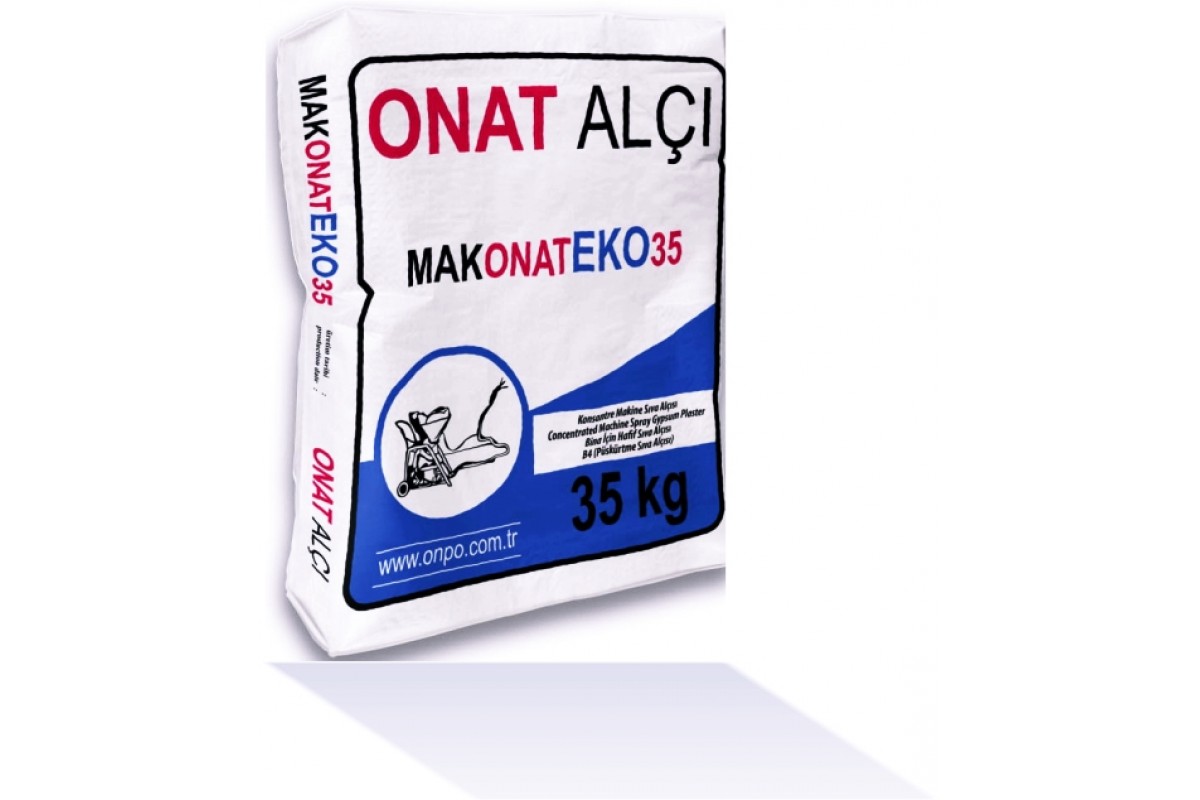 ONAT ALÇI
MAKONATEKO35
Konsantre Makine Sıva Alçısı
Concentrated Machine Spray Gypsum Plaster
Bina İçin Hafif Sıva Alçısı
B4 (Püskürtme Sıva Alçısı)
35 kg
www.onpo.com.tr
MAKONATEKO35
üretim tarihi :
production date :
ONAT ALÇI